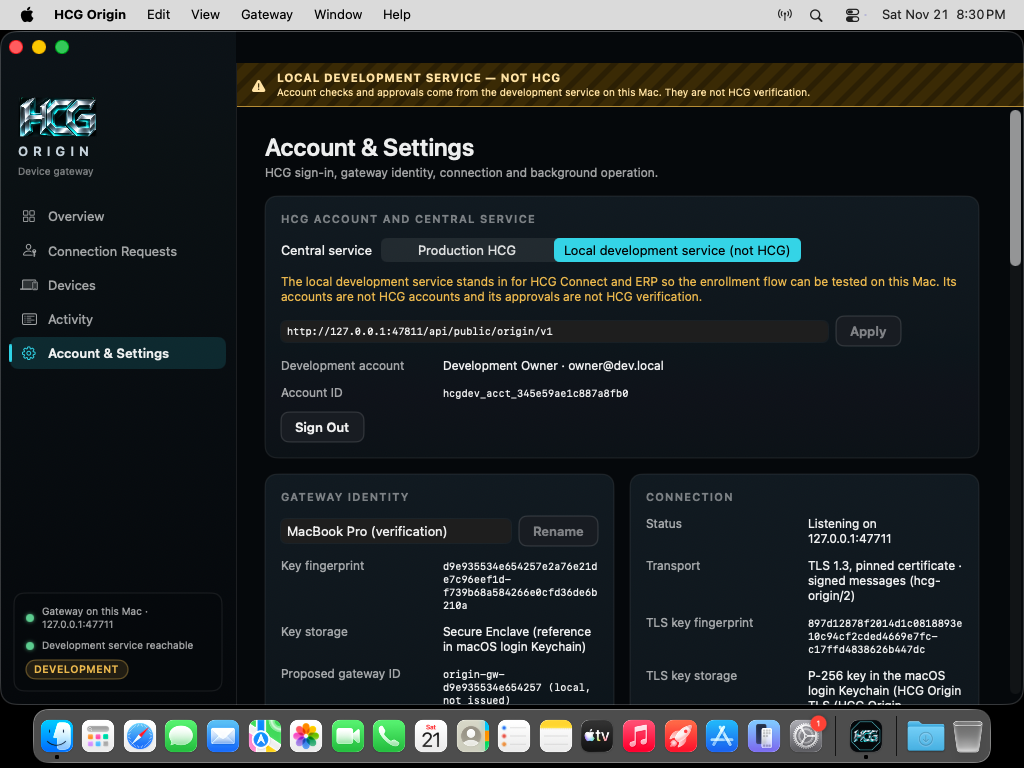 HCG Origin Edit View Gateway Window Help Sat Nov 21 8:30 PM
LOCAL DEVELOPMENT SERVICE — NOT HCG
Account checks and approvals come from the development service on this Mac. They are not HCG verification.
HCG
ORIGIN
Device gateway
Overview
Connection Requests
Devices
Activity
Account & Settings
Gateway on this Mac ·
127.0.0.1:47711
Development service reachable
DEVELOPMENT
Account & Settings
HCG sign-in, gateway identity, connection and background operation.
HCG ACCOUNT AND CENTRAL SERVICE
Central service Production HCG Local development service (not HCG)
The local development service stands in for HCG Connect and ERP so the enrollment flow can be tested on this Mac. Its
accounts are not HCG accounts and its approvals are not HCG verification.
http://127.0.0.1:47811/api/public/origin/v1 Apply
Development account Development Owner · owner@dev.local
Account ID hcgdev_acct_345e59ae1c887a8fb0
Sign Out
GATEWAY IDENTITY
MacBook Pro (verification) Rename
Key fingerprint d9e935534e654257e2a76e21d
e7c96eef1d-
f739b68a584266e0cfd36de6b
210a
Key storage Secure Enclave (reference
in macOS login Keychain)
Proposed gateway ID origin-gw-
d9e935534e654257 (local,
not issued)
CONNECTION
Status Listening on
127.0.0.1:47711
Transport TLS 1.3, pinned certificate ·
signed messages (hcg-
origin/2)
TLS key fingerprint 897d12878f2014d1c0818893e
10c94cf2cded4669e7fc-
c17ffd4838626b447dc
TLS key storage P-256 key in the macOS
login Keychain (HCG Origin
TLS (HCG Origin
Sat
21
tv
1
HCG